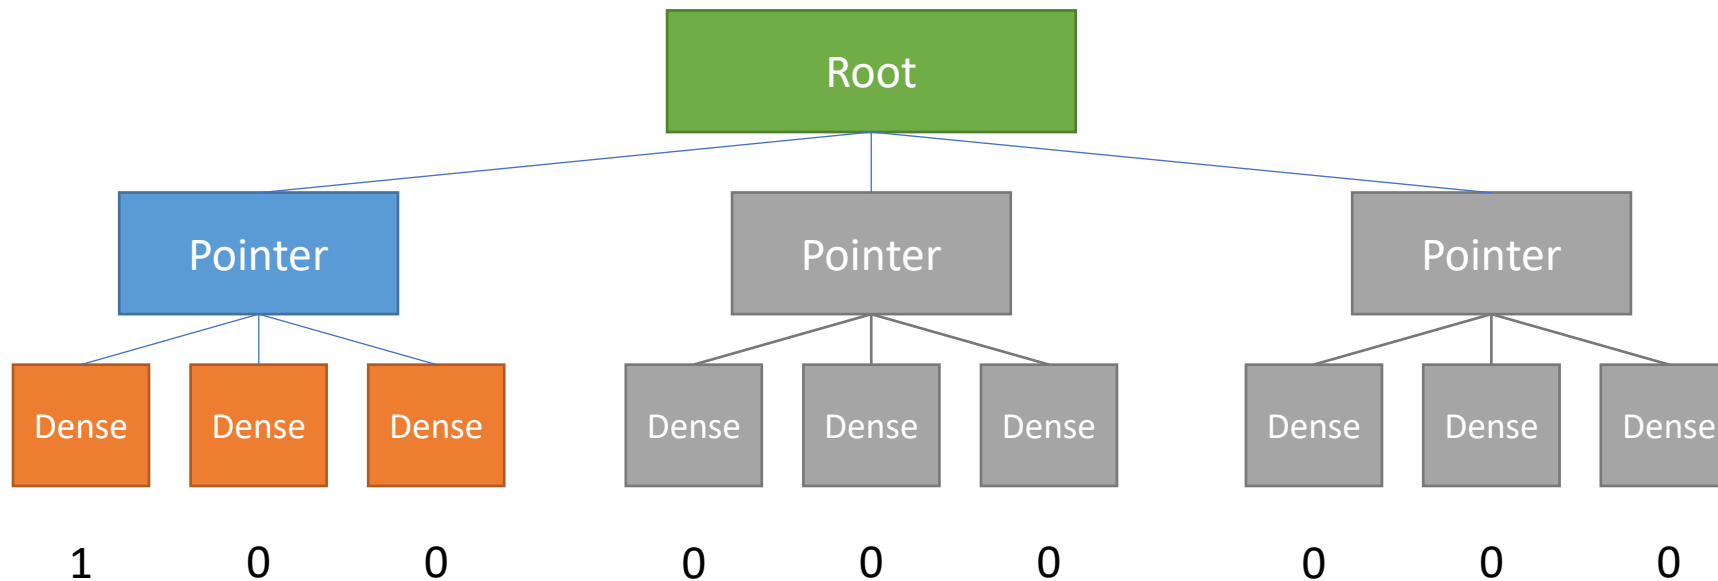 Root
Pointer Pointer Pointer
Dense Dense Dense Dense Dense Dense Dense Dense Dense
1 0 0 0 0 0 0 0 0